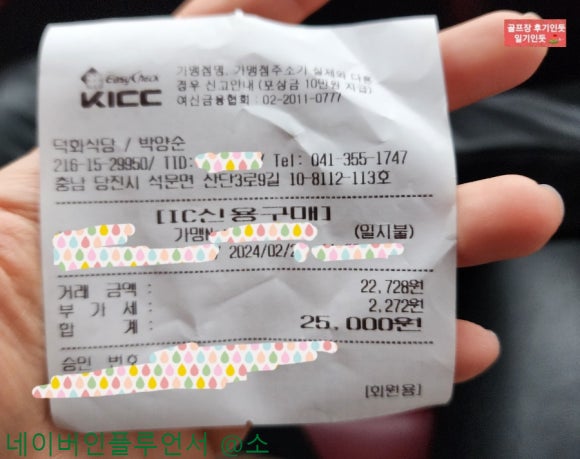 골프장 후기인듯
일기인듯
EasyCheck
KICC
가맹점명, 가맹점주소가 실제와 다른
경우 신고안내 (포상금 10만원 지급)
여신금융협회 : 02-2011-0777
덕화식당 / 박양순
216-15-29950/ TID: / Tel: 041-355-1747
충남 당진시 석문면 산단3로9길 10-8112-113호
[IC신용구매]
가맹 (일시불)
2024/02/2
거래 금액 : 22,728원
부 가 세 : 2,272원
합 계 : 25,000원
승인 번호
[회원용]
네이버인플루언서 @소